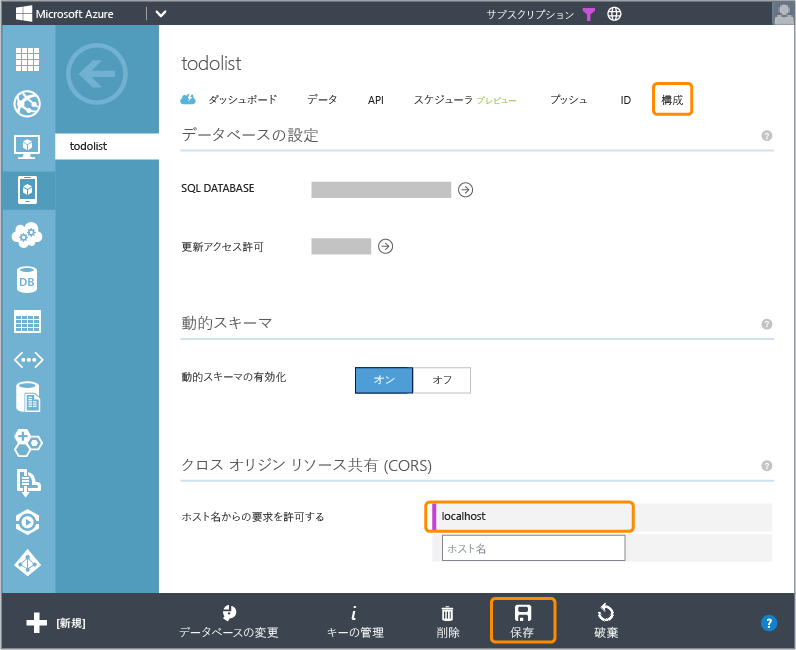 Microsoft Azure
サブスクリプション
todolist
todolist
ダッシュボード データ API スケジューラ プレビュー プッシュ ID 構成
データベースの設定 ?
SQL DATABASE
更新アクセス許可
動的スキーマ ?
動的スキーマの有効化 オン オフ
クロス オリジン リソース共有 (CORS) ?
ホスト名からの要求を許可する localhost
ホスト名
DB
[新規] データベースの変更 キーの管理 削除 保存 破棄 ?